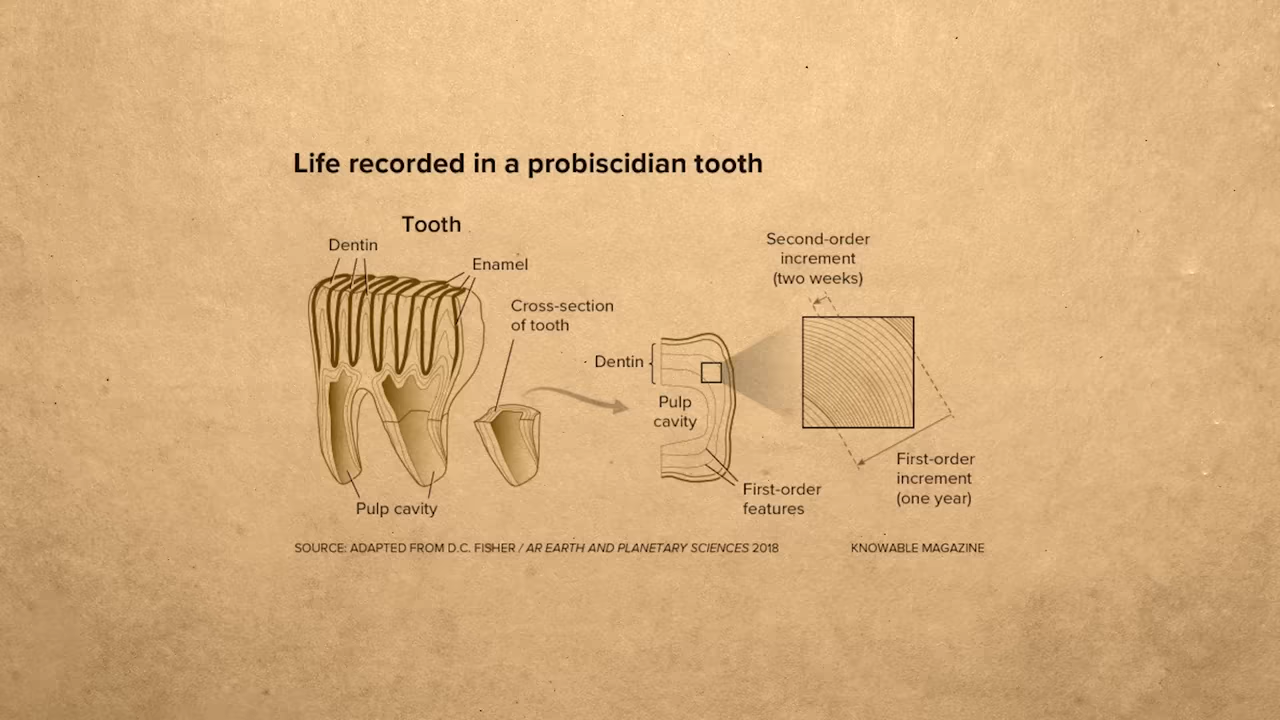 Life recorded in a probiscidian tooth
Tooth
Dentin
Enamel
Cross-section
of tooth
Pulp cavity
Dentin
Pulp
cavity
First-order
features
Second-order
increment
(two weeks)
First-order
increment
(one year)
SOURCE: ADAPTED FROM D.C. FISHER / AR EARTH AND PLANETARY SCIENCES 2018
KNOWABLE MAGAZINE